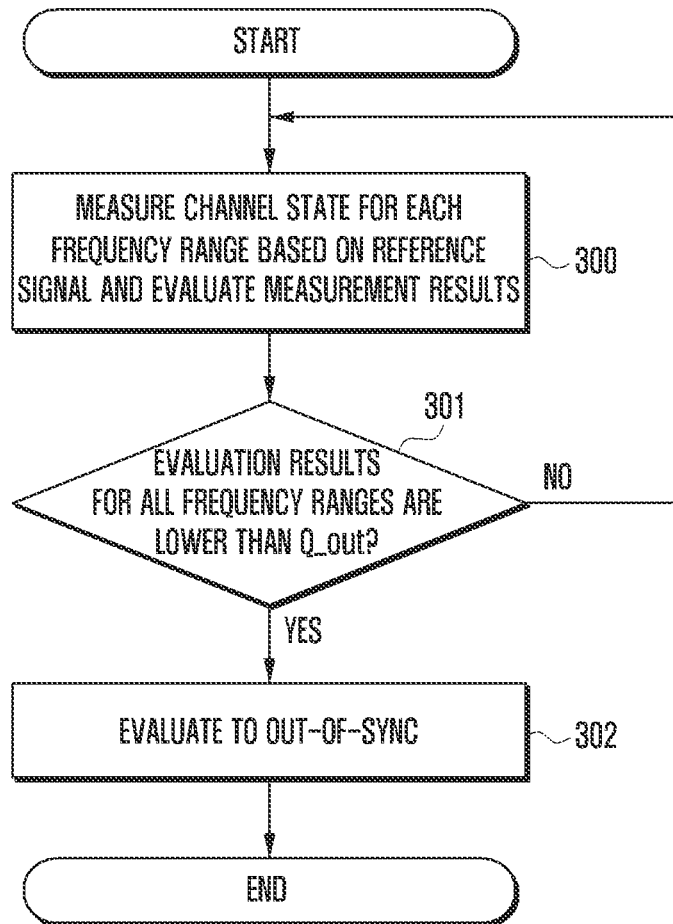 START
MEASURE CHANNEL STATE FOR EACH
FREQUENCY RANGE BASED ON REFERENCE
SIGNAL AND EVALUATE MEASUREMENT RESULTS
300
301
EVALUATION RESULTS
FOR ALL FREQUENCY RANGES ARE
LOWER THAN Q_out?
NO
YES
EVALUATE TO OUT-OF-SYNC
302
END